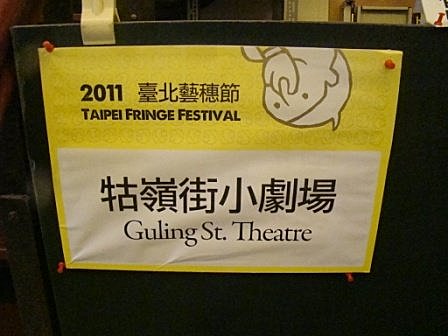 2011 臺北藝穗節
TAIPEI FRINGE FESTIVAL
牯嶺街小劇場
Guling St. Theatre